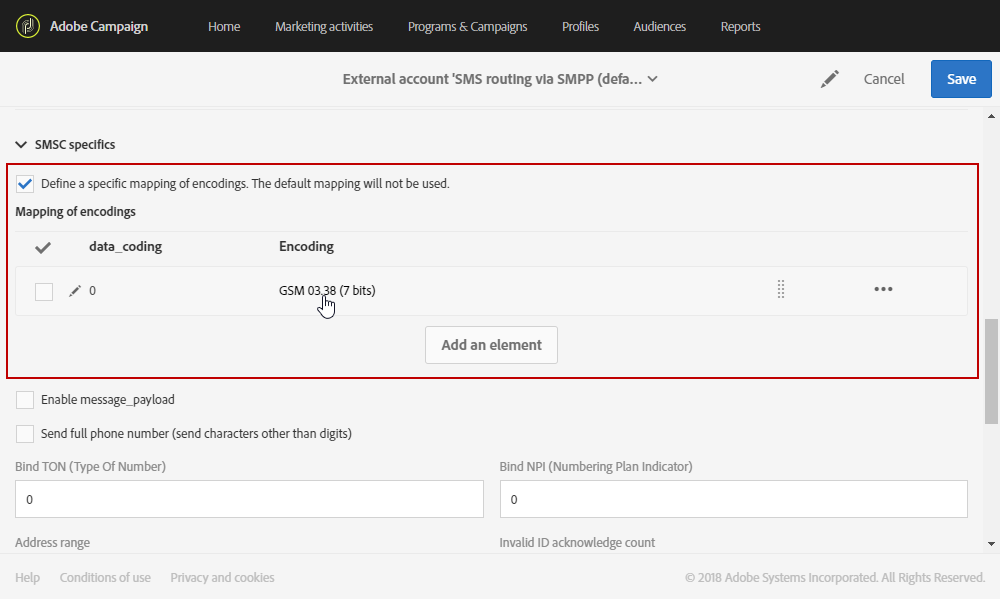 Adobe Campaign Home Marketing activities Programs & Campaigns Profiles Audiences Reports
External account 'SMS routing via SMPP (defa... Cancel Save
SMSC specifics
Define a specific mapping of encodings. The default mapping will not be used.
Mapping of encodings
data_coding Encoding
0 GSM 03.38 (7 bits)
Add an element
Enable message_payload
Send full phone number (send characters other than digits)
Bind TON (Type Of Number) Bind NPI (Numbering Plan Indicator)
0 0
Address range Invalid ID acknowledge count
Help Conditions of use Privacy and cookies © 2018 Adobe Systems Incorporated. All Rights Reserved.